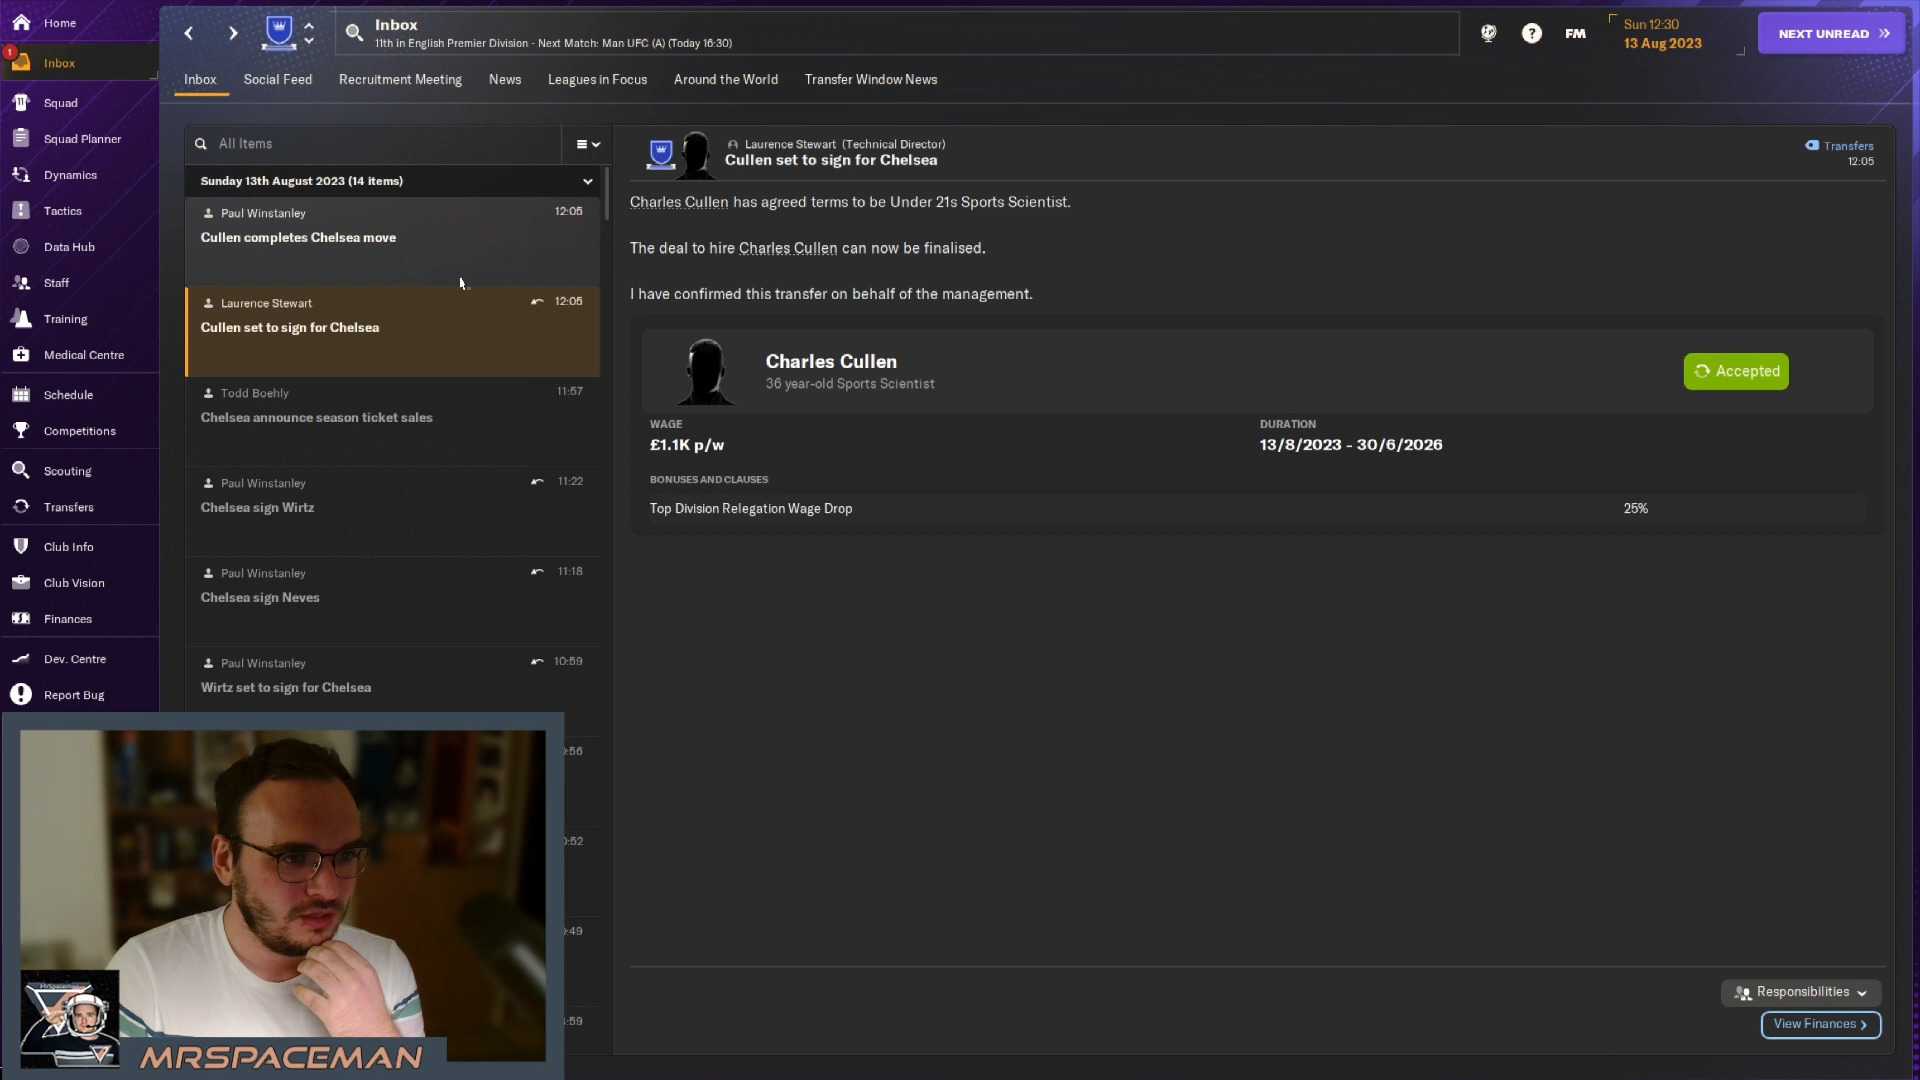 Home
1
Inbox
Squad
Squad Planner
Dynamics
Tactics
Data Hub
Staff
Training
Medical Centre
Schedule
Competitions
Scouting
Transfers
Club Info
Club Vision
Finances
Dev. Centre
Report Bug
Inbox
11th in English Premier Division - Next Match: Man UFC (A) (Today 16:30)
?
FM
Sun 12:30
13 Aug 2023
NEXT UNREAD
Inbox
Social Feed
Recruitment Meeting
News
Leagues in Focus
Around the World
Transfer Window News
All Items
Sunday 13th August 2023 (14 items)
Paul Winstanley 12:05
Cullen completes Chelsea move
Laurence Stewart 12:05
Cullen set to sign for Chelsea
Todd Boehly 11:57
Chelsea announce season ticket sales
Paul Winstanley 11:22
Chelsea sign Wirtz
Paul Winstanley 11:18
Chelsea sign Neves
Paul Winstanley 10:59
Wirtz set to sign for Chelsea
:56
:52
:49
:59
Laurence Stewart (Technical Director)
Cullen set to sign for Chelsea
Transfers
12:05
Charles Cullen has agreed terms to be Under 21s Sports Scientist.
The deal to hire Charles Cullen can now be finalised.
I have confirmed this transfer on behalf of the management.
Charles Cullen
36 year-old Sports Scientist
Accepted
WAGE
£1.1K p/w
DURATION
13/8/2023 - 30/6/2026
BONUSES AND CLAUSES
Top Division Relegation Wage Drop 25%
Responsibilities
View Finances
MRSPACEMAN